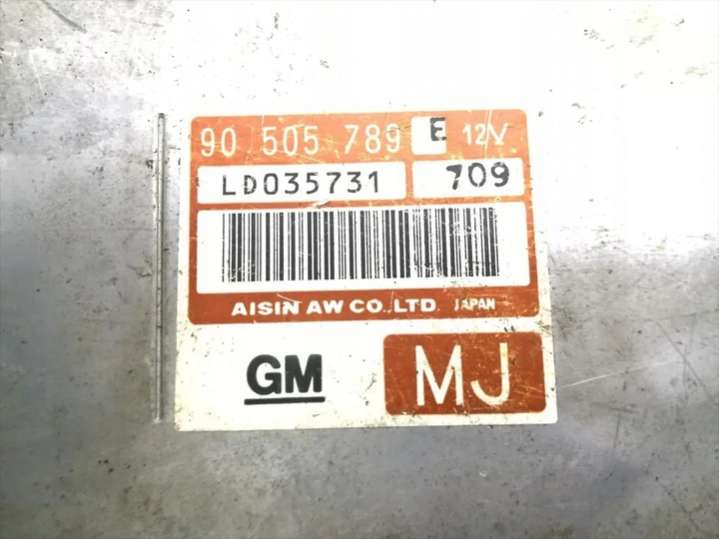 90 505 789 E 12V
LD035731 709
AISIN AW CO.,LTD. JAPAN
GM MJ